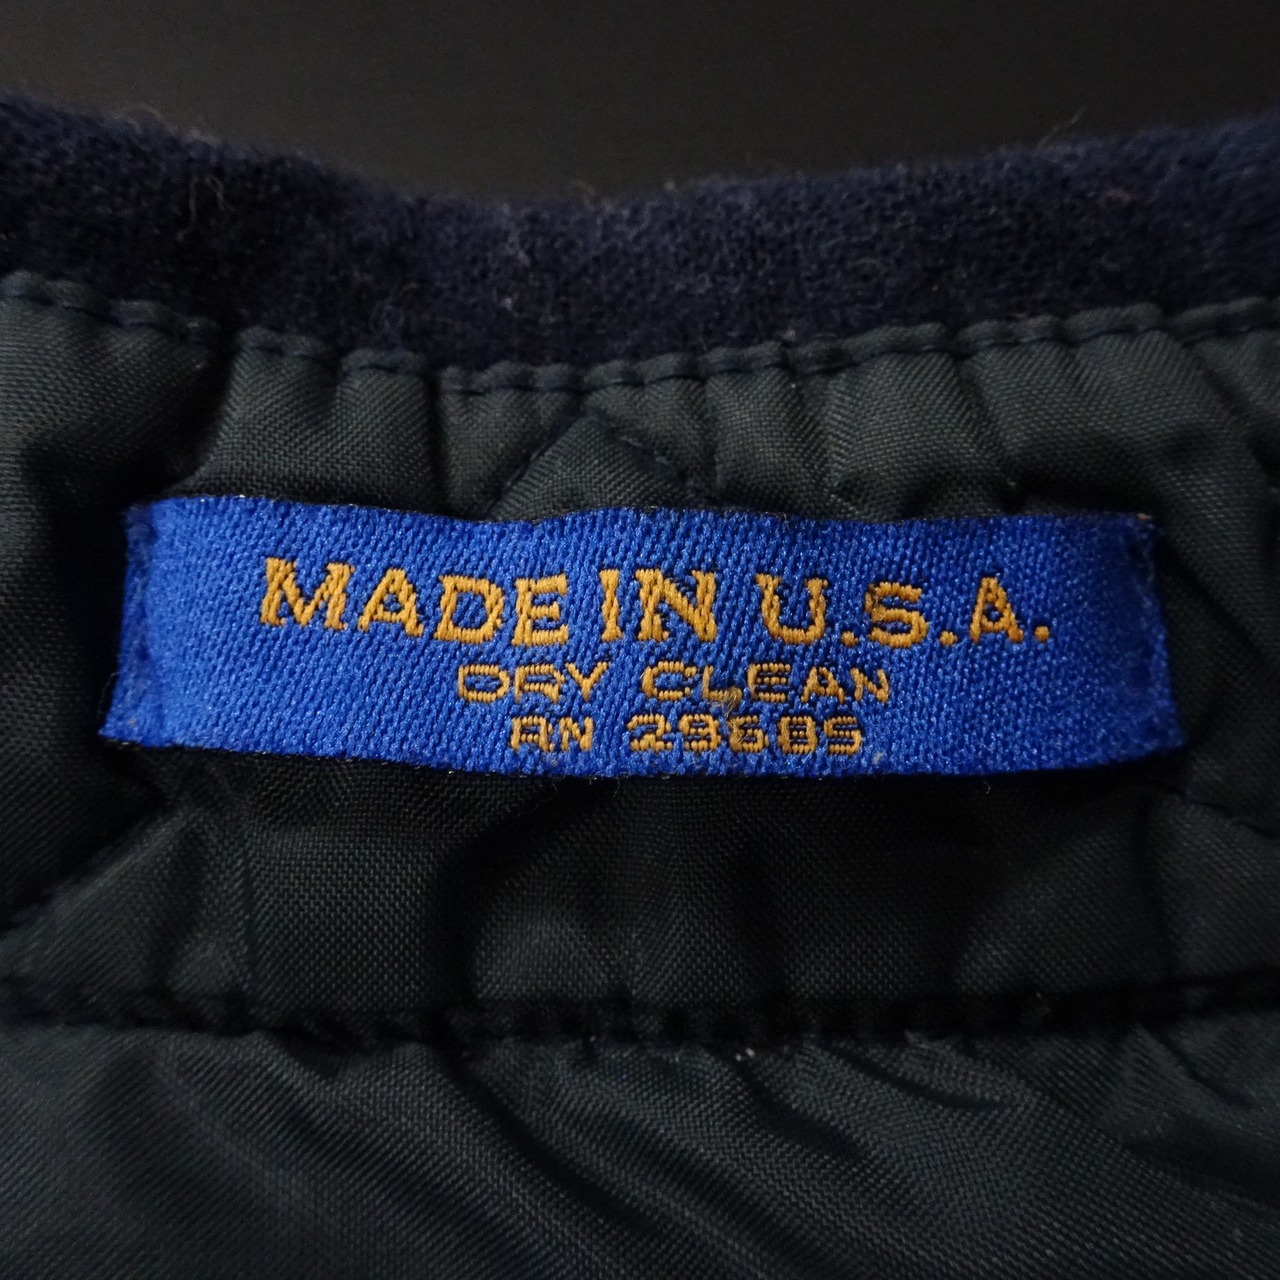 MADE IN U.S.A.
DRY CLEAN
RN 29685